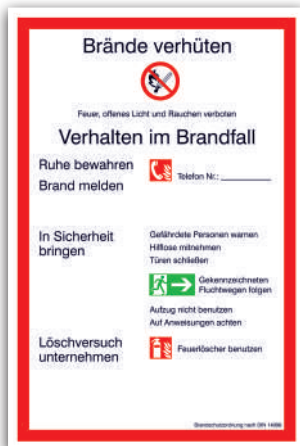 Brände verhüten
Feuer, offenes Licht und Rauchen verboten
Verhalten im Brandfall
Ruhe bewahren
Brand melden
Telefon Nr.:
In Sicherheit
bringen
Gefährdete Personen warnen
Hilflose mitnehmen
Türen schließen
Gekennzeichneten
Fluchtwegen folgen
Aufzug nicht benutzen
Auf Anweisungen achten
Löschversuch
unternehmen
Feuerlöscher benutzen
Brandschutzordnung nach DIN 14096